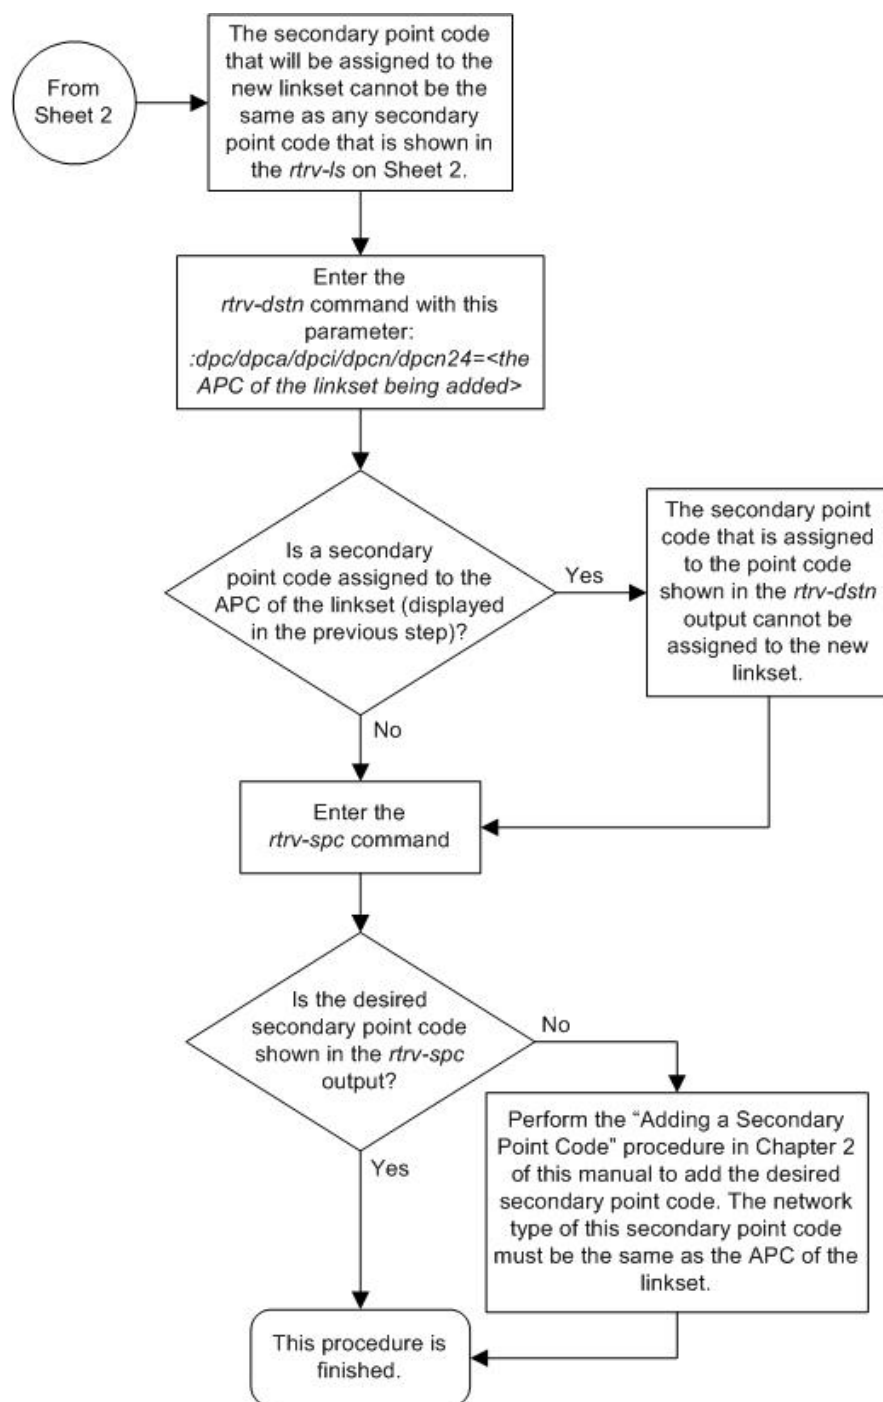 From
Sheet 2
The secondary point code
that will be assigned to the
new linkset cannot be the
same as any secondary
point code that is shown in
the rtrv-ls on Sheet 2.
Enter the
rtrv-dstn command with this
parameter:
:dpc/dpca/dpci/dpcn/dpcn24=<the
APC of the linkset being added>
Is a secondary
point code assigned to the
APC of the linkset (displayed
in the previous step)?
Yes
The secondary point
code that is assigned
to the point code
shown in the rtrv-dstn
output cannot be
assigned to the new
linkset.
No
Enter the
rtrv-spc command
Is the desired
secondary point code
shown in the rtrv-spc
output?
No
Perform the “Adding a Secondary
Point Code” procedure in Chapter 2
of this manual to add the desired
secondary point code. The network
type of this secondary point code
must be the same as the APC of the
linkset.
Yes
This procedure is
finished.